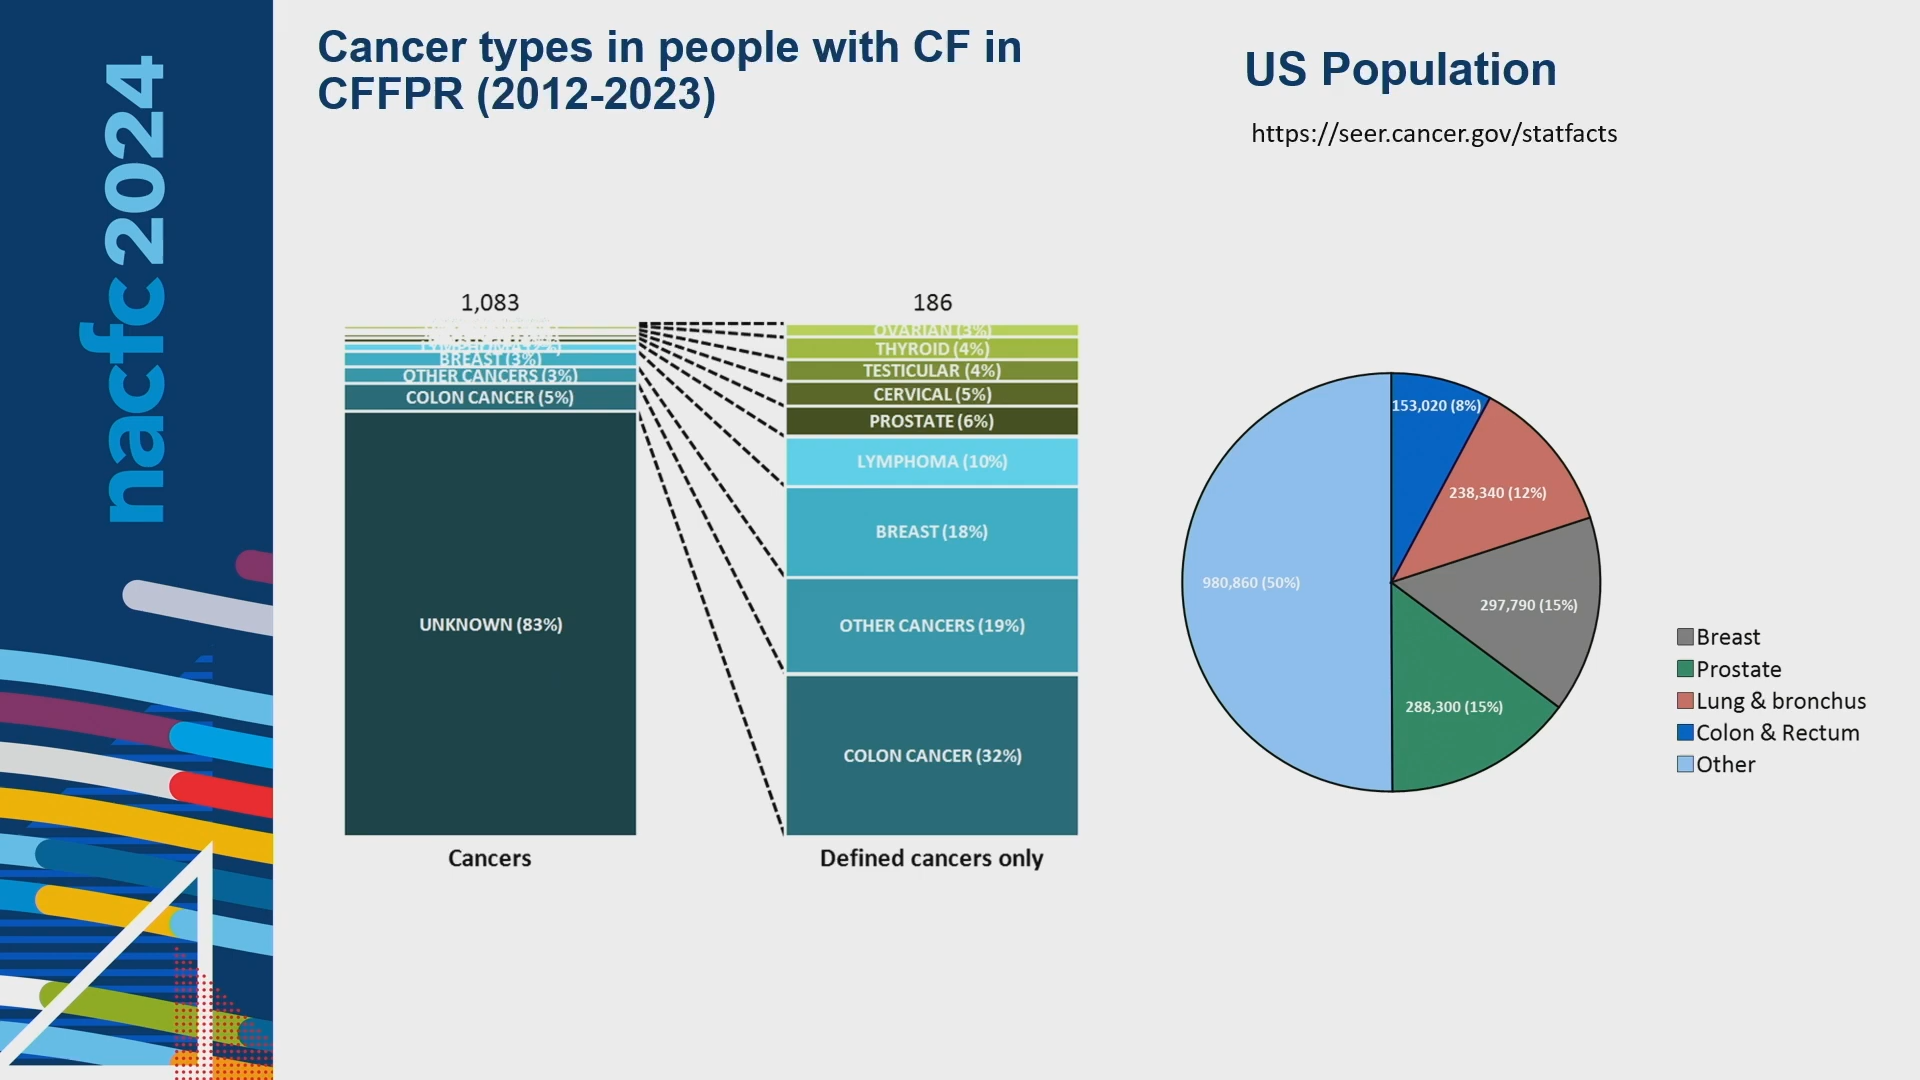 nacfc2024
Cancer types in people with CF in
CFFPR (2012-2023)
US Population
https://seer.cancer.gov/statfacts
1,083
BREAST (3%)
OTHER CANCERS (3%)
COLON CANCER (5%)
UNKNOWN (83%)
Cancers
186
OVARIAN (3%)
THYROID (4%)
TESTICULAR (4%)
CERVICAL (5%)
PROSTATE (6%)
LYMPHOMA (10%)
BREAST (18%)
OTHER CANCERS (19%)
COLON CANCER (32%)
Defined cancers only
153,020 (8%)
238,340 (12%)
297,790 (15%)
288,300 (15%)
980,860 (50%)
Breast
Prostate
Lung & bronchus
Colon & Rectum
Other